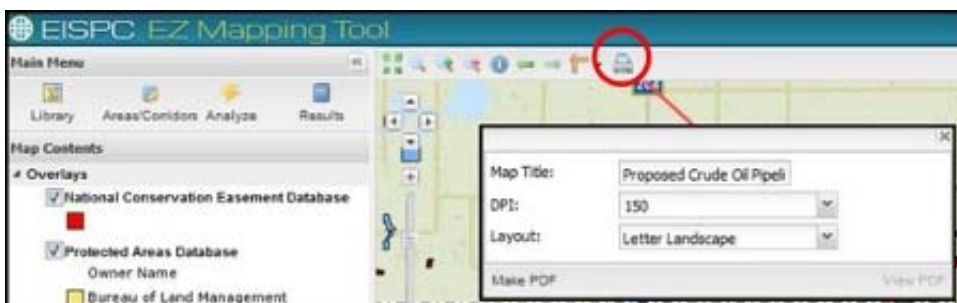 EISPC EZ Mapping Tool
Main Menu
Library Areas/Corridors Analyze Results
Map Contents
Overlays
National Conservation Easement Database
Protected Areas Database
Owner Name
Bureau of Land Management
Map Title: Proposed Crude Oil Pipeli
DPI: 150
Layout: Letter Landscape
Make PDF View PDF